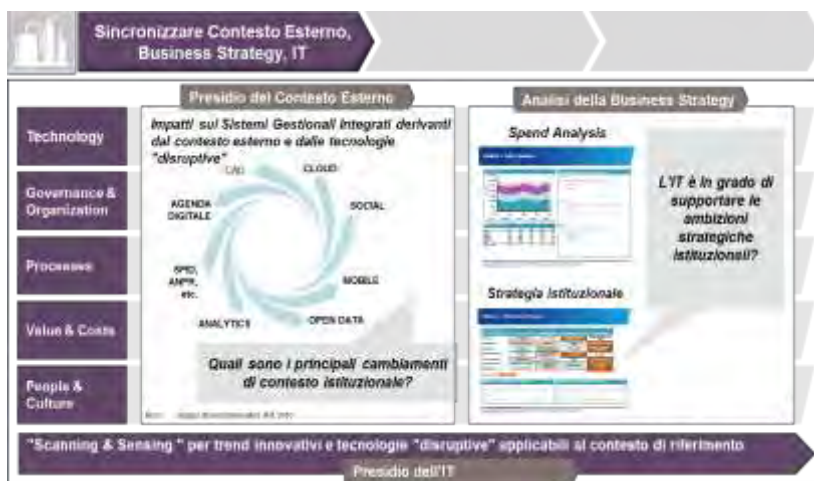 Sincronizzare Contesto Esterno,
Business Strategy, IT
Presidio del Contesto Esterno
Analisi della Business Strategy
Technology
Governance &
Organization
Processes
Value & Costs
People &
Culture
Impatti sui Sistemi Gestionali Integrati derivanti
dal contesto esterno e dalle tecnologie
"disruptive"
CAD
CLOUD
SOCIAL
MOBILE
OPEN DATA
ANALYTICS
SPID,
ANPR,
etc.
AGENDA
DIGITALE
Quali sono i principali cambiamenti
di contesto istituzionale?
Spend Analysis
Strategia istituzionale
L'IT è in grado di
supportare le
ambizioni
strategiche
istituzionali?
"Scanning & Sensing " per trend innovativi e tecnologie "disruptive" applicabili al contesto di riferimento
Presidio dell'IT